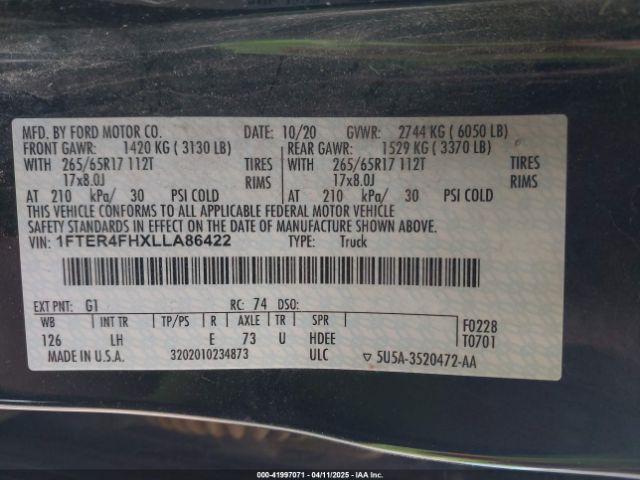 MFD. BY FORD MOTOR CO. DATE: 10/20 GVWR: 2744 KG ( 6050 LB)
FRONT GAWR: 1420 KG ( 3130 LB) REAR GAWR: 1529 KG ( 3370 LB)
WITH 265/65R17 112T TIRES WITH 265/65R17 112T TIRES
17x8.0J RIMS 17x8.0J RIMS
AT 210 kPa/ 30 PSI COLD AT 210 kPa/ 30 PSI COLD
THIS VEHICLE CONFORMS TO ALL APPLICABLE FEDERAL MOTOR VEHICLE
SAFETY STANDARDS IN EFFECT ON THE DATE OF MANUFACTURE SHOWN ABOVE.
VIN: 1FTER4FHXLLA86422 TYPE: Truck
EXT PNT: G1 RC: 74 DSO:
WB INT TR TP/PS R AXLE TR SPR F0228
126 LH E 73 U HDEE T0701
MADE IN U.S.A. 3202010234873 ULC ▽ 5U5A-3520472-AA
000-41997071 - 04/11/2025 - IAA Inc.